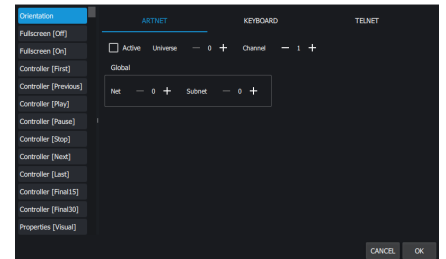 Orientation
Fullscreen [Off]
Fullscreen [On]
Controller [First]
Controller [Previous]
Controller [Play]
Controller [Pause]
Controller [Stop]
Controller [Next]
Controller [Last]
Controller [Final15]
Controller [Final30]
Properties [Visual]
ARTNET KEYBOARD TELNET
Active Universe — 0 + Channel — 1 +
Global
Net — 0 + Subnet — 0 +
CANCEL OK